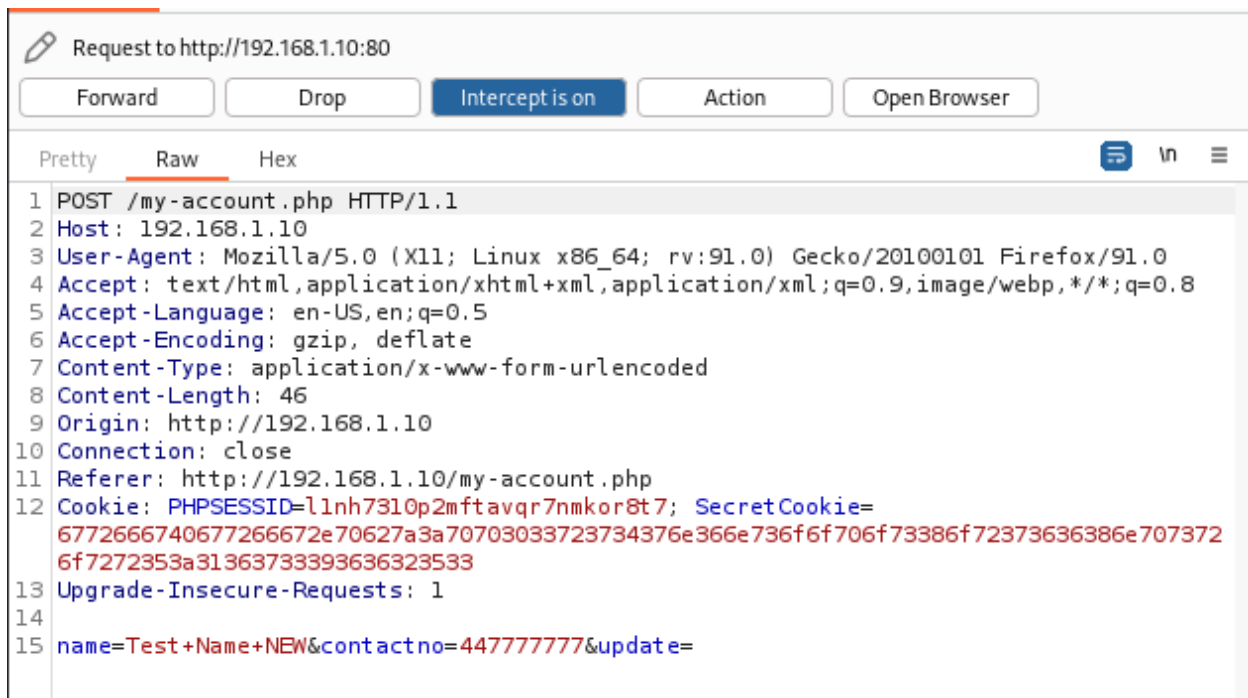 Request to http://192.168.1.10:80
Forward Drop Intercept is on Action Open Browser
Pretty Raw Hex \n
1 POST /my-account.php HTTP/1.1
2 Host: 192.168.1.10
3 User-Agent: Mozilla/5.0 (X11; Linux x86_64; rv:91.0) Gecko/20100101 Firefox/91.0
4 Accept: text/html,application/xhtml+xml,application/xml;q=0.9,image/webp,*/*;q=0.8
5 Accept-Language: en-US,en;q=0.5
6 Accept-Encoding: gzip, deflate
7 Content-Type: application/x-www-form-urlencoded
8 Content-Length: 46
9 Origin: http://192.168.1.10
10 Connection: close
11 Referer: http://192.168.1.10/my-account.php
12 Cookie: PHPSESSID=l1nh73l0p2mftavqr7nmkor8t7; SecretCookie=
6772666740677266672e70627a3a70703033723734376e366e736f6f706f73386f72373636386e707372
6f7272353a31363733393636323533
13 Upgrade-Insecure-Requests: 1
14
15 name=Test+Name+NEW&contactno=447777777&update=